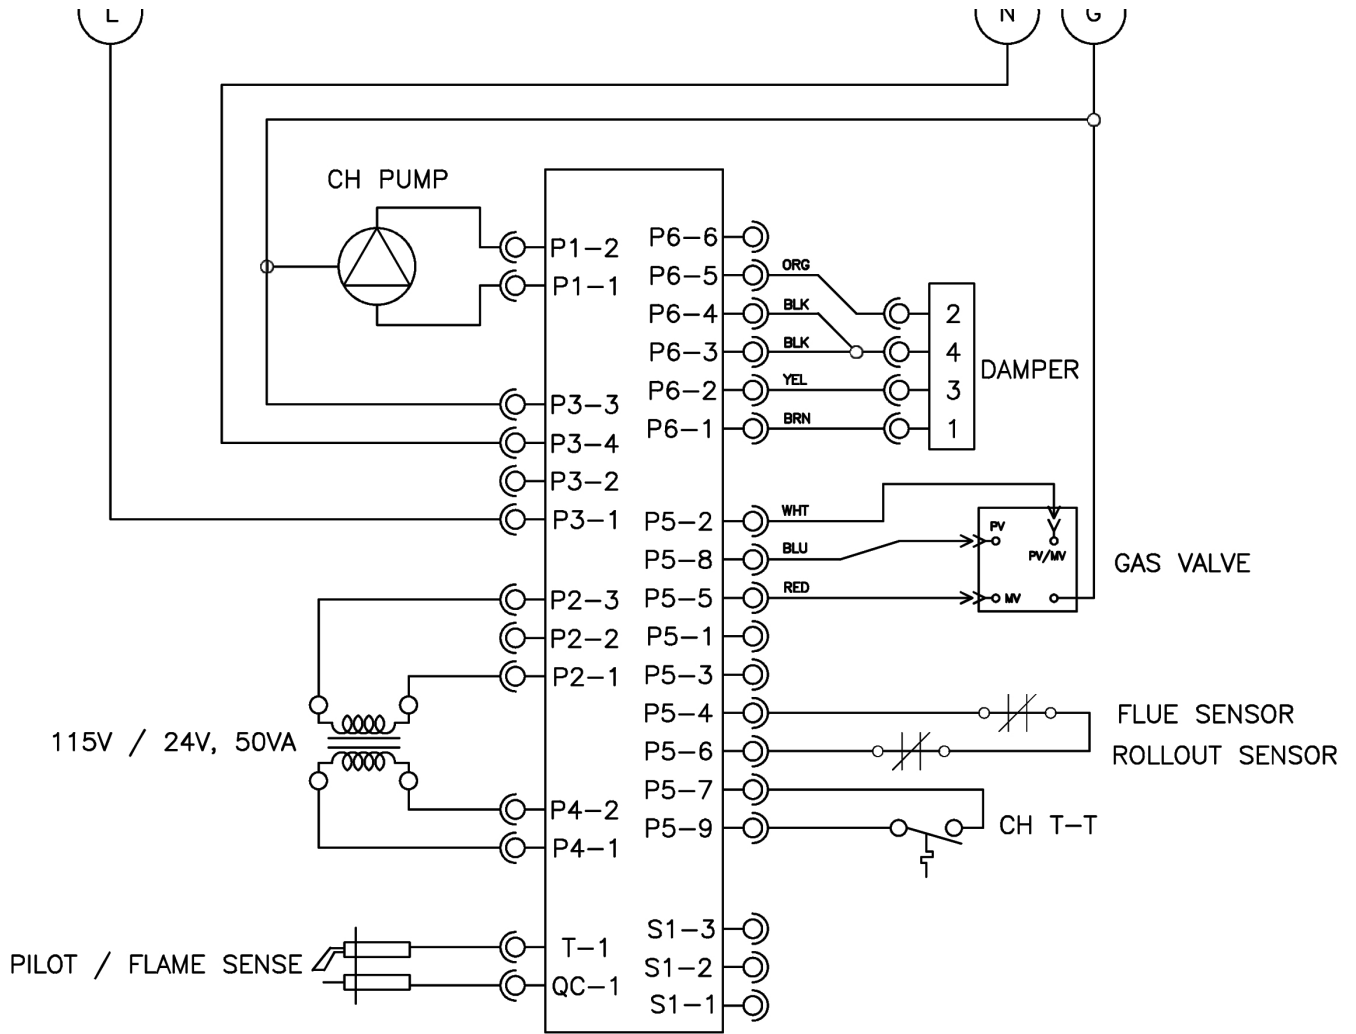 L
N
G
CH PUMP
P1-2
P1-1
P3-3
P3-4
P3-2
P3-1
P2-3
P2-2
P2-1
115V / 24V, 50VA
P4-2
P4-1
T-1
PILOT / FLAME SENSE
QC-1
P6-6
P6-5 ORG
P6-4 BLK
P6-3 BLK
P6-2 YEL
P6-1 BRN
2
4
3
1
DAMPER
P5-2 WHT
P5-8 BLU
P5-5 RED
PV
PV/MV
MV
GAS VALVE
P5-1
P5-3
P5-4
FLUE SENSOR
P5-6
ROLLOUT SENSOR
P5-7
P5-9
CH T-T
S1-3
S1-2
S1-1